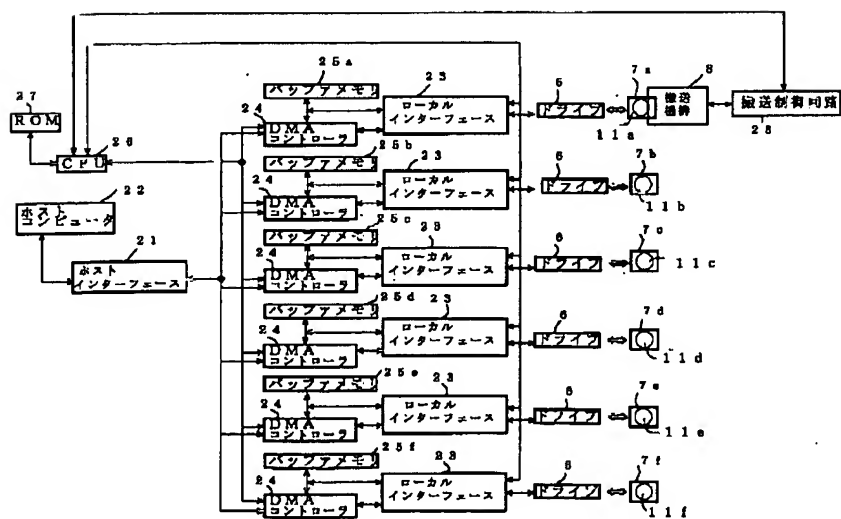 27
ROM
CPU
26
22
ホスト
コンピュータ
21
ホスト
インターフェース
25a
バッファメモリ
24
DMA
コントローラ
23
ローカル
インターフェース
6
ドライブ
7a
11a
8
搬送
機構
搬送制御回路
28
25b
バッファメモリ
24
DMA
コントローラ
23
ローカル
インターフェース
6
ドライブ
7b
11b
25c
バッファメモリ
24
DMA
コントローラ
23
ローカル
インターフェース
6
ドライブ
7c
11c
25d
バッファメモリ
24
DMA
コントローラ
23
ローカル
インターフェース
6
ドライブ
7d
11d
25e
バッファメモリ
24
DMA
コントローラ
23
ローカル
インターフェース
6
ドライブ
7e
11e
25f
バッファメモリ
24
DMA
コントローラ
23
ローカル
インターフェース
6
ドライブ
7f
11f